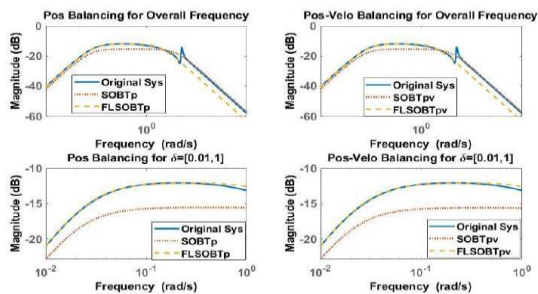 Pos Balancing for Overall Frequency
Magnitude (dB)
0
-20
-40
-60
Original Sys
SOBTp
FLSOBTp
10^0
Frequency (rad/s)
Pos-Velo Balancing for Overall Frequency
Magnitude (dB)
0
-20
-40
-60
Original Sys
SOBTpv
FLSOBTpv
10^0
Frequency (rad/s)
Pos Balancing for δ=[0.01,1]
Magnitude (dB)
-10
-15
-20
Original Sys
SOBTp
FLSOBTp
10^-2
10^-1
10^0
Frequency (rad/s)
Pos-Velo Balancing for δ=[0.01,1]
Magnitude (dB)
-10
-15
-20
Original Sys
SOBTpv
FLSOBTpv
10^-2
10^-1
10^0
Frequency (rad/s)